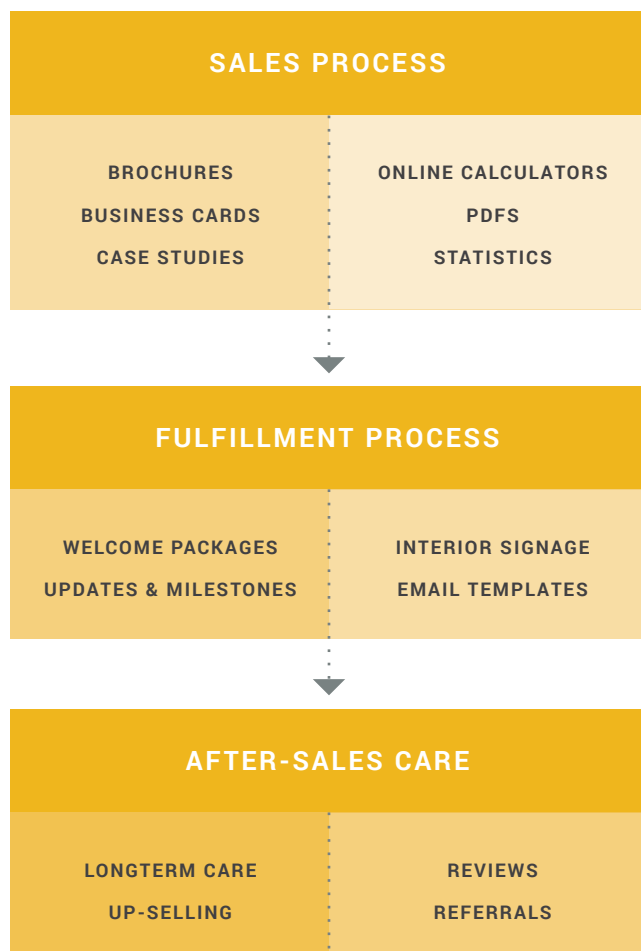 SALES PROCESS
BROCHURES
BUSINESS CARDS
CASE STUDIES
ONLINE CALCULATORS
PDFS
STATISTICS
FULFILLMENT PROCESS
WELCOME PACKAGES
UPDATES & MILESTONES
INTERIOR SIGNAGE
EMAIL TEMPLATES
AFTER-SALES CARE
LONGTERM CARE
UP-SELLING
REVIEWS
REFERRALS